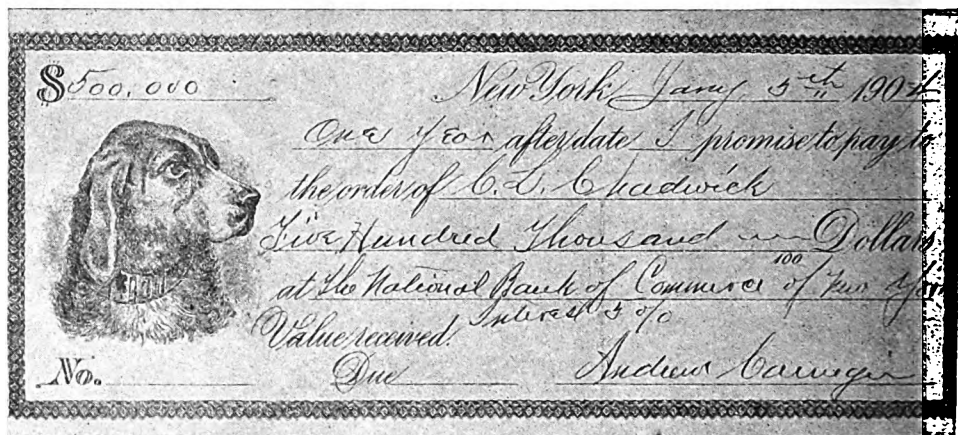 $500,000
New York Jany 5th 1904
One year after date I promise to pay to
the order of C. L. Chadwick
Five Hundred Thousand Dollars
100
at the National Bank of Commerce of New York
Interest 5 %
Value received.
No.
Due
Andrew Carnegie